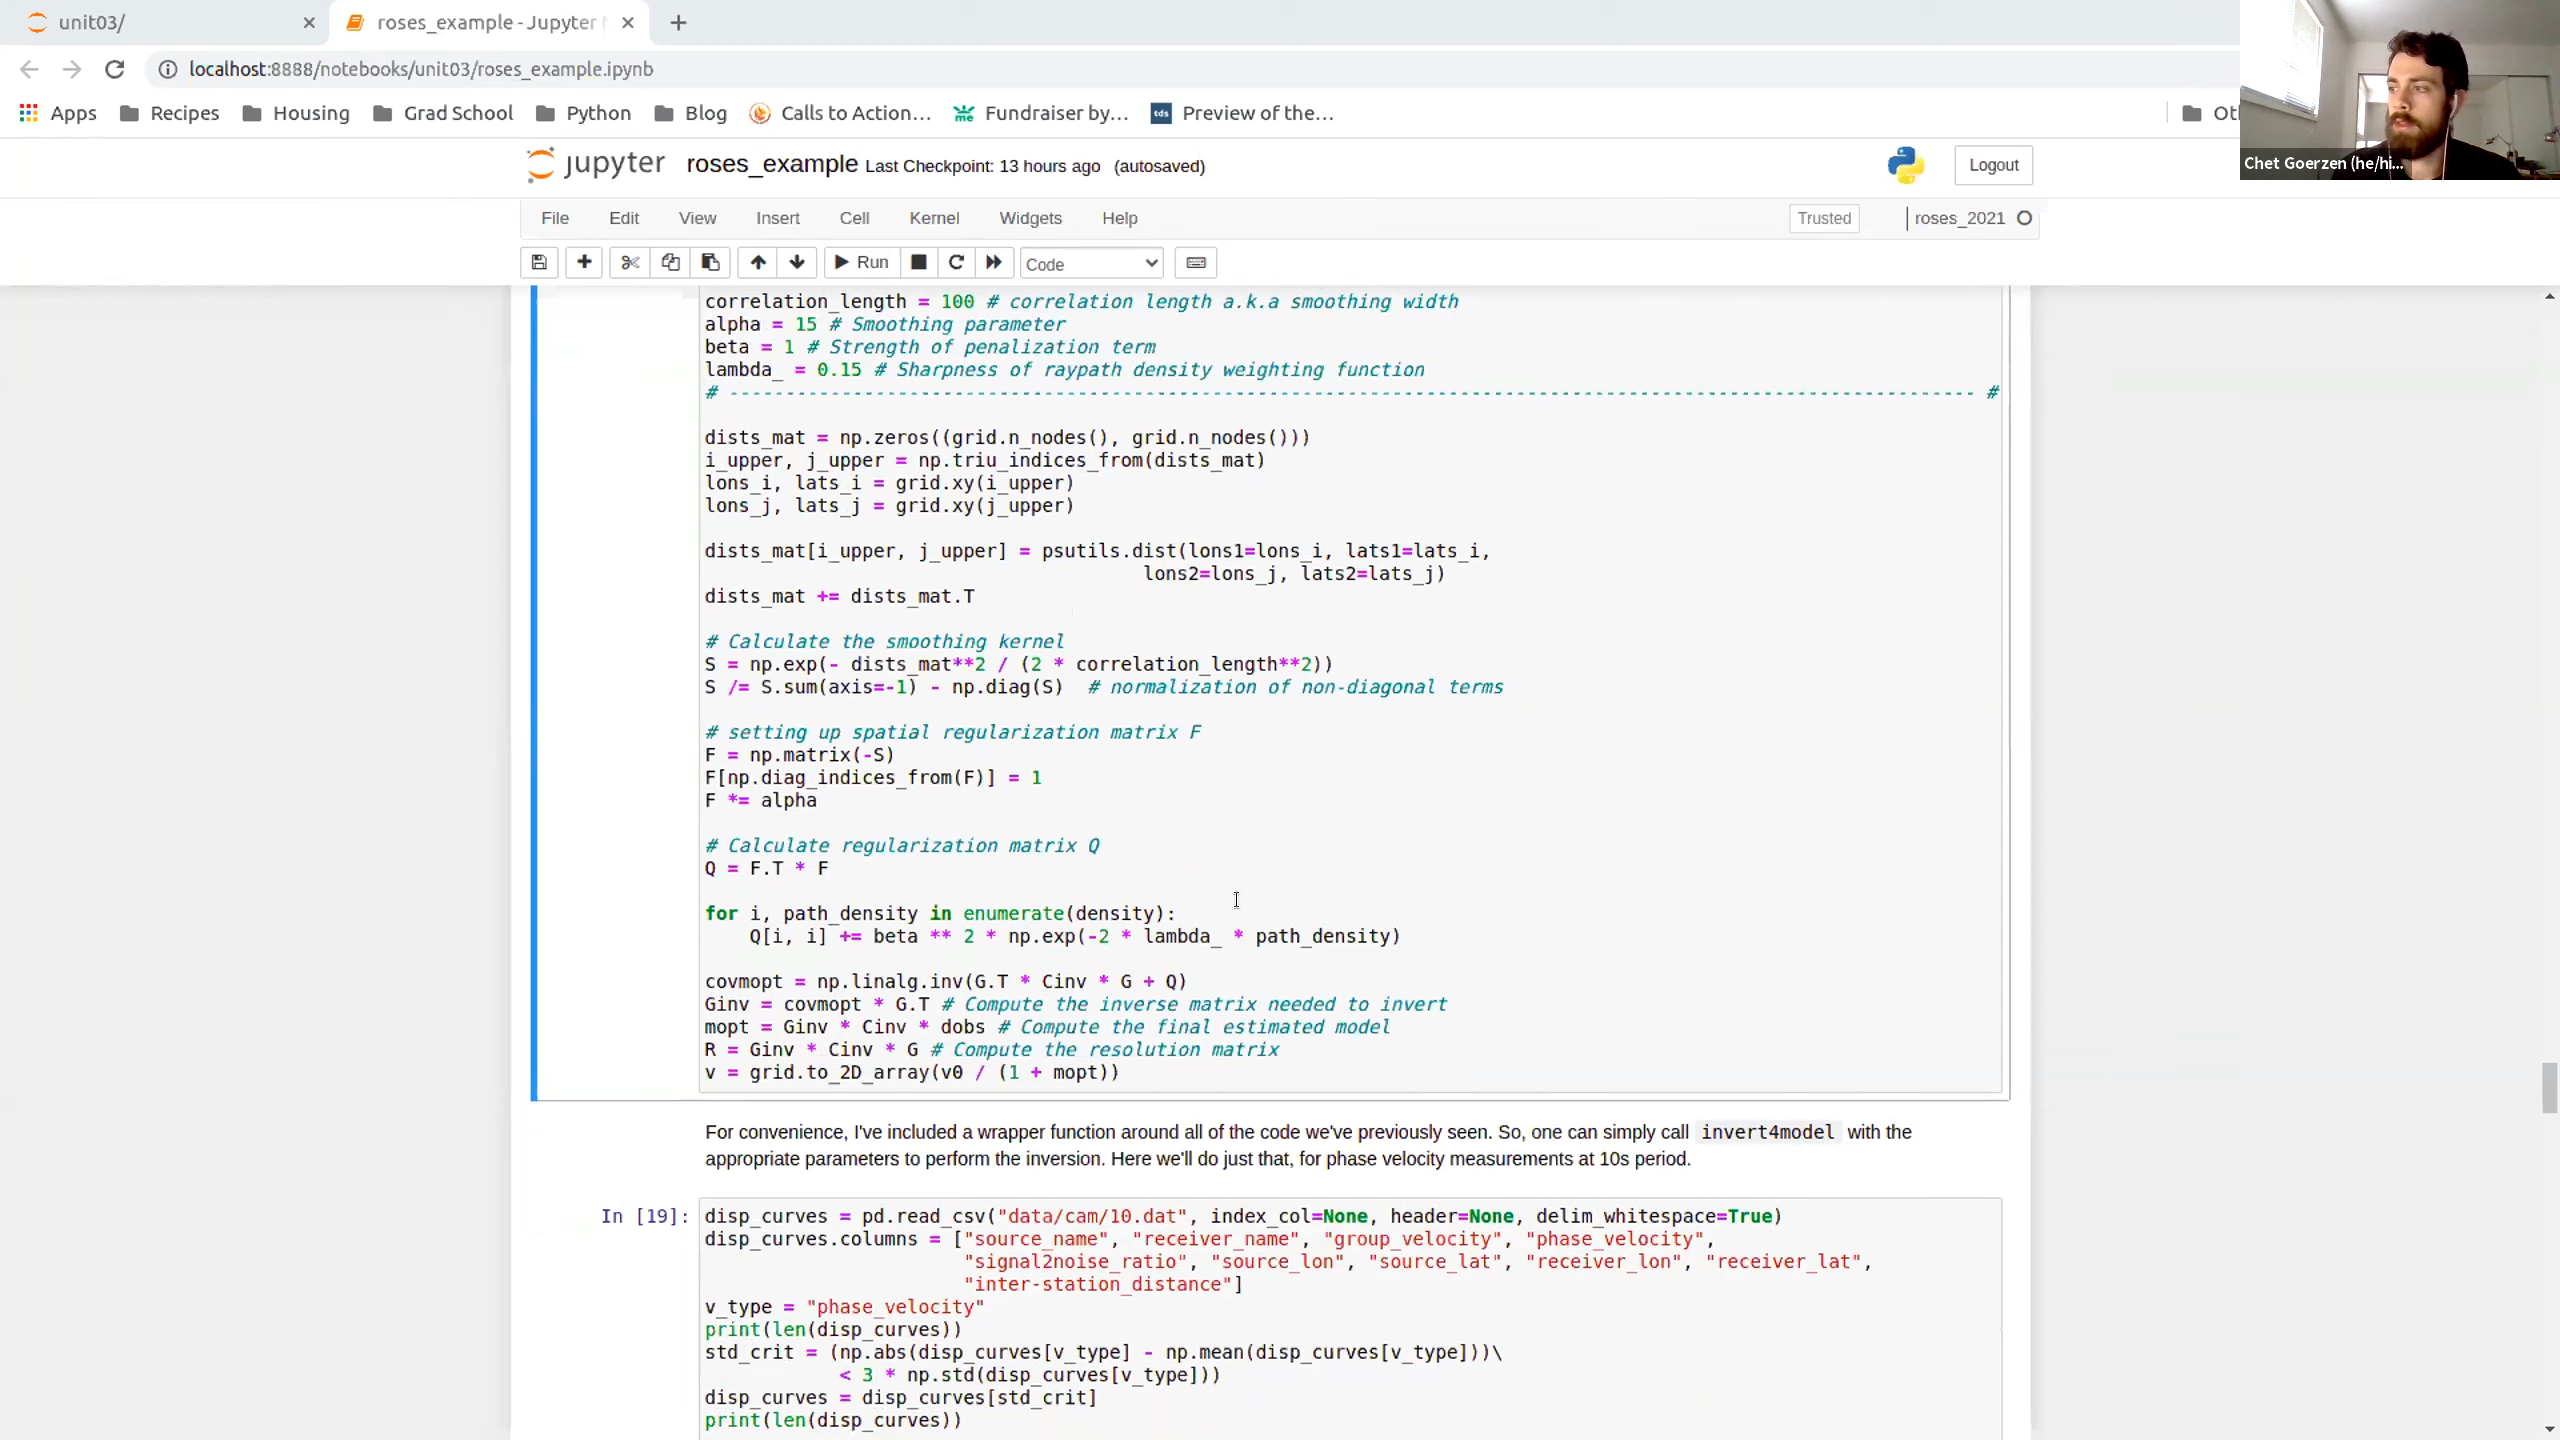 unit03/
roses_example - Jupyter N
localhost:8888/notebooks/unit03/roses_example.ipynb
Apps Recipes Housing Grad School Python Blog Calls to Action... Fundraiser by... tds Preview of the...
Chet Goerzen (he/hi...
jupyter roses_example Last Checkpoint: 13 hours ago (autosaved) Logout
File Edit View Insert Cell Kernel Widgets Help Trusted roses_2021
Run Code
correlation_length = 100 # correlation length a.k.a smoothing width
alpha = 15 # Smoothing parameter
beta = 1 # Strength of penalization term
lambda_ = 0.15 # Sharpness of raypath density weighting function
# --------------------------------------------------------------------------------------------------------------- #
dists_mat = np.zeros((grid.n_nodes(), grid.n_nodes()))
i_upper, j_upper = np.triu_indices_from(dists_mat)
lons_i, lats_i = grid.xy(i_upper)
lons_j, lats_j = grid.xy(j_upper)
dists_mat[i_upper, j_upper] = psutils.dist(lons1=lons_i, lats1=lats_i,
lons2=lons_j, lats2=lats_j)
dists_mat += dists_mat.T
# Calculate the smoothing kernel
S = np.exp(- dists_mat**2 / (2 * correlation_length**2))
S /= S.sum(axis=-1) - np.diag(S)  # normalization of non-diagonal terms
# setting up spatial regularization matrix F
F = np.matrix(-S)
F[np.diag_indices_from(F)] = 1
F *= alpha
# Calculate regularization matrix Q
Q = F.T * F
for i, path_density in enumerate(density):
Q[i, i] += beta ** 2 * np.exp(-2 * lambda_ * path_density)
covmopt = np.linalg.inv(G.T * Cinv * G + Q)
Ginv = covmopt * G.T # Compute the inverse matrix needed to invert
mopt = Ginv * Cinv * dobs # Compute the final estimated model
R = Ginv * Cinv * G # Compute the resolution matrix
v = grid.to_2D_array(v0 / (1 + mopt))
For convenience, I've included a wrapper function around all of the code we've previously seen. So, one can simply call invert4model with the
appropriate parameters to perform the inversion. Here we'll do just that, for phase velocity measurements at 10s period.
In [19]: disp_curves = pd.read_csv("data/cam/10.dat", index_col=None, header=None, delim_whitespace=True)
disp_curves.columns = ["source_name", "receiver_name", "group_velocity", "phase_velocity",
"signal2noise_ratio", "source_lon", "source_lat", "receiver_lon", "receiver_lat",
"inter-station_distance"]
v_type = "phase_velocity"
print(len(disp_curves))
std_crit = (np.abs(disp_curves[v_type] - np.mean(disp_curves[v_type]))\
< 3 * np.std(disp_curves[v_type]))
disp_curves = disp_curves[std_crit]
print(len(disp_curves))